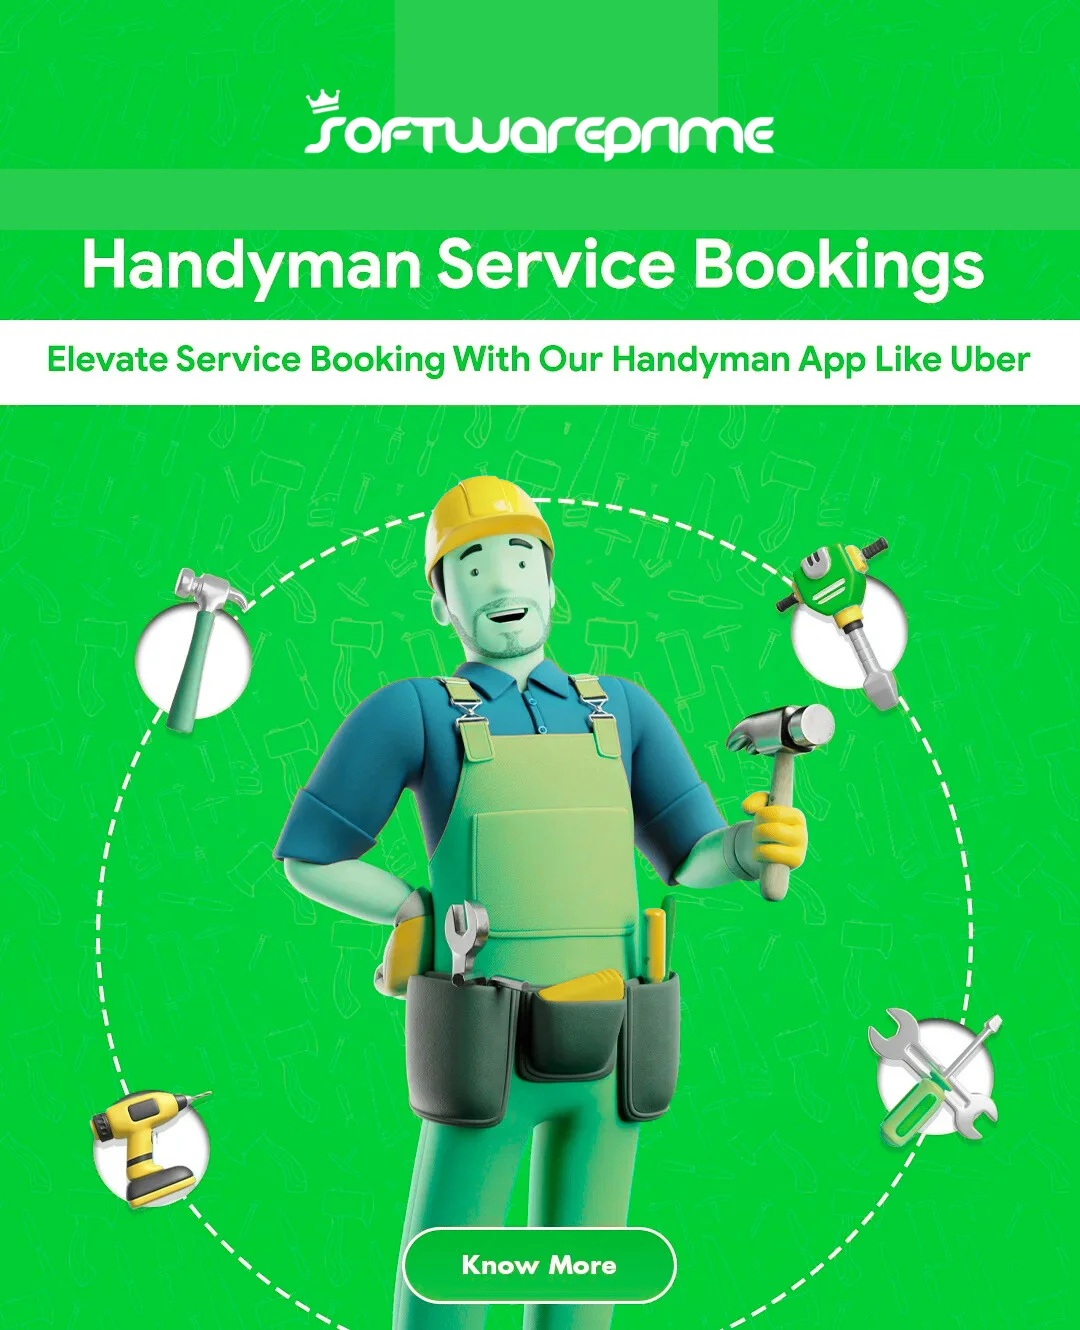 SOFTWAREPRIME
Handyman Service Bookings
Elevate Service Booking With Our Handyman App Like Uber
Know More